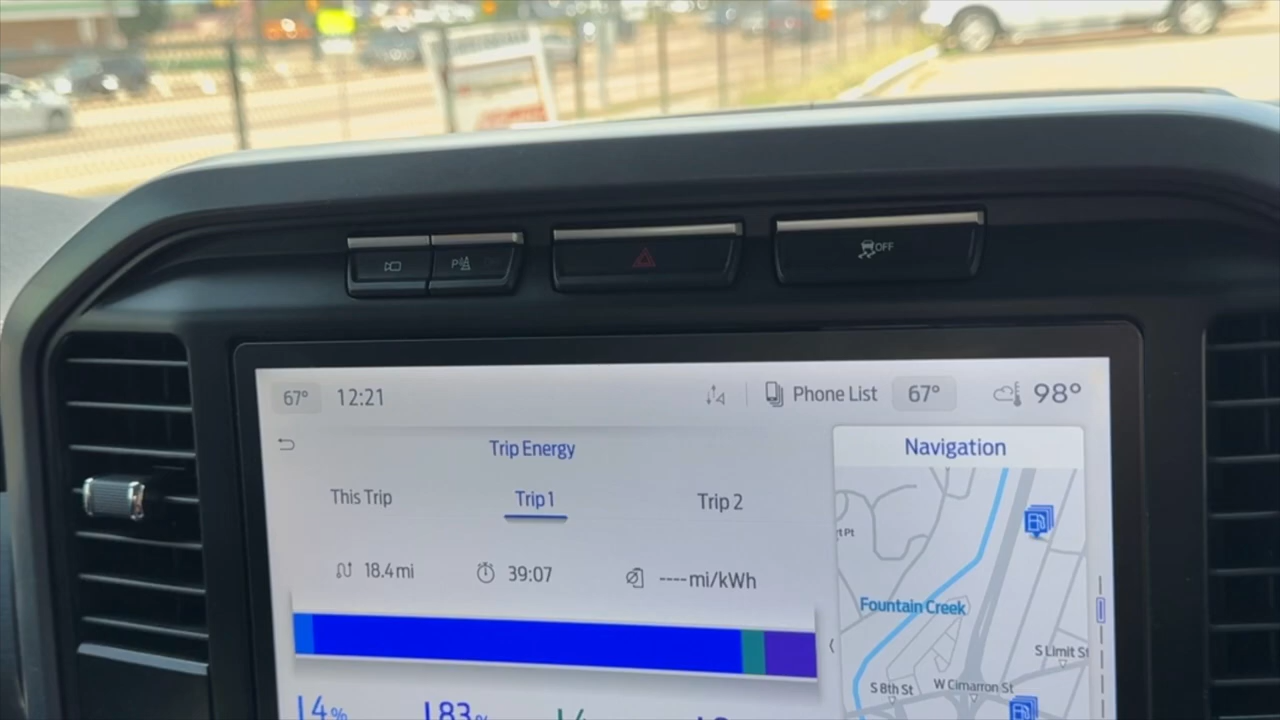 P
OFF
67° 12:21 Phone List 67° 98°
Trip Energy
Navigation
This Trip Trip 1 Trip 2
18.4 mi 39:07 ----mi/kWh
t Pt
Fountain Creek
S Limit St
S 8th St W Cimarron St
4% 83%